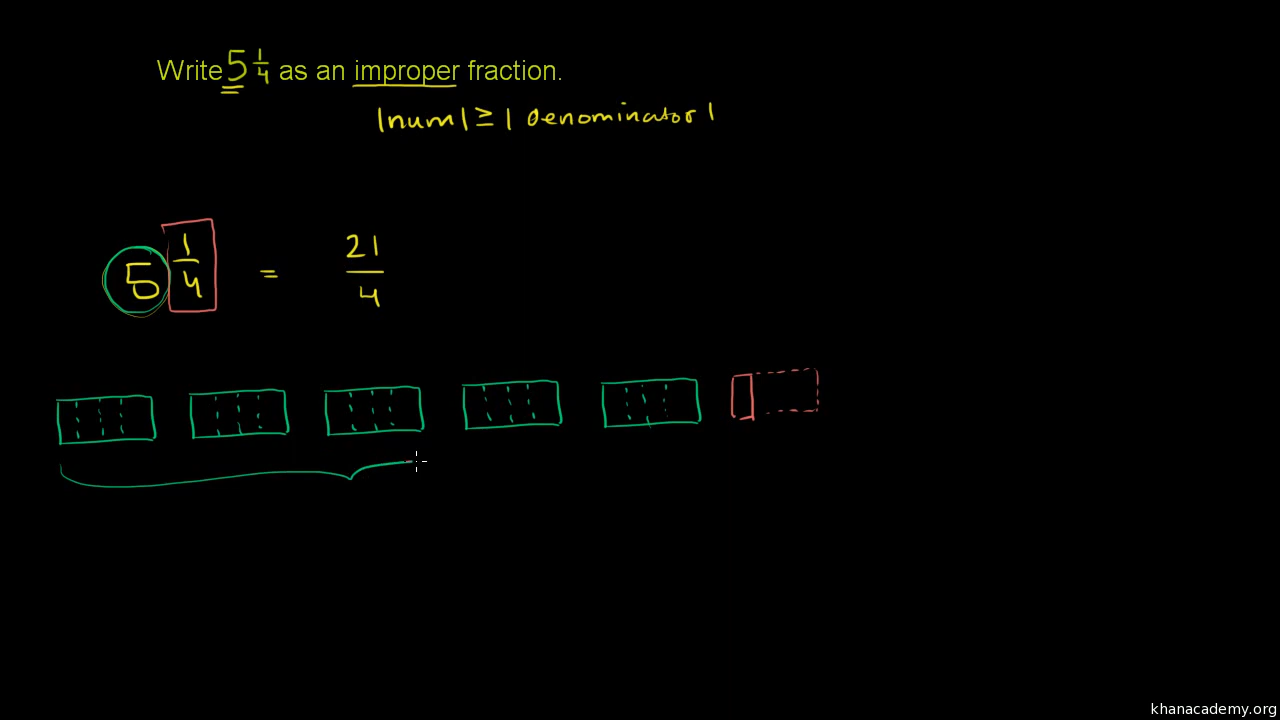 Write 5 1/4 as an improper fraction.
|num| ≥ |denominator|
5 1/4 = 21/4
khanacademy.org